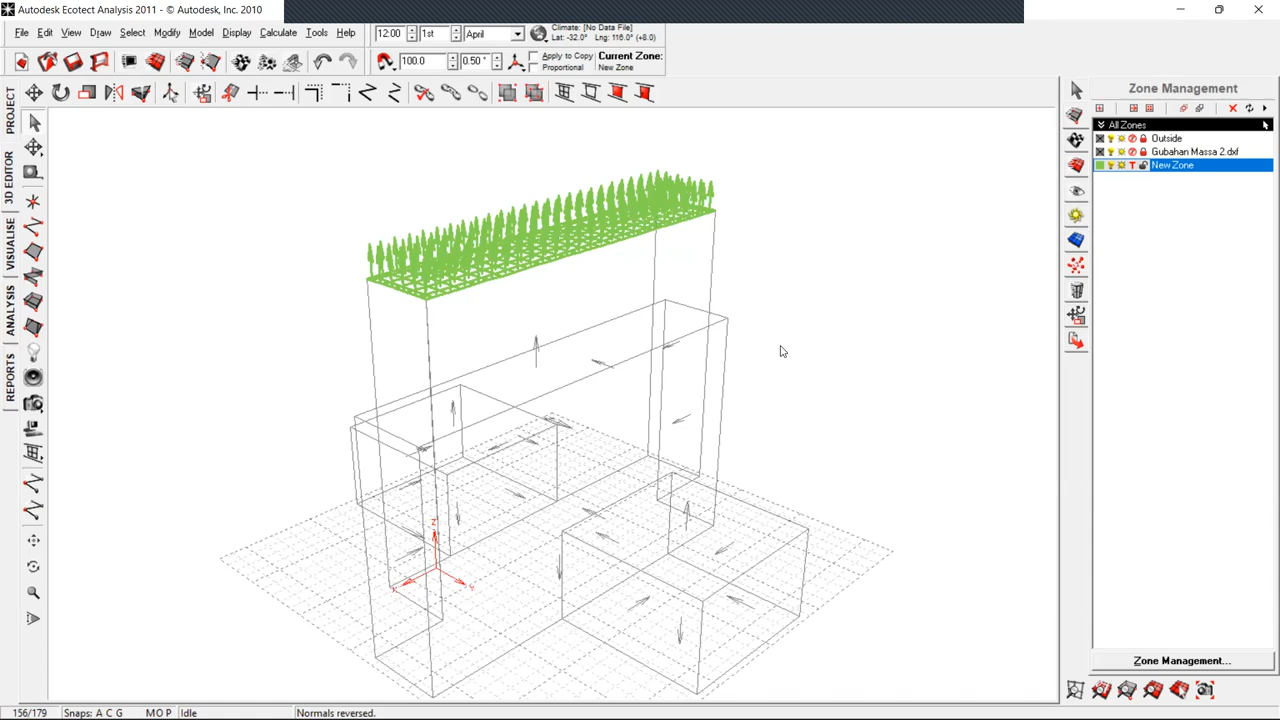 Autodesk Ecotect Analysis 2011 - © Autodesk, Inc. 2010
File Edit View Draw Select Modify Model Display Calculate Tools Help
12:00 1st April
Climate: [No Data File]
Lat: -32.0° Lng: 116.0° (+8.0)
100.0 0.50 °
Apply to Copy
Proportional
Current Zone:
New Zone
PROJECT
3D EDITOR
VISUALISE
ANALYSIS
REPORTS
Zone Management
All Zones
Outside
Gubahan Massa 2.dxf
T New Zone
Z
Zone Management...
156/179 Snaps: A C G MO P Idle Normals reversed.